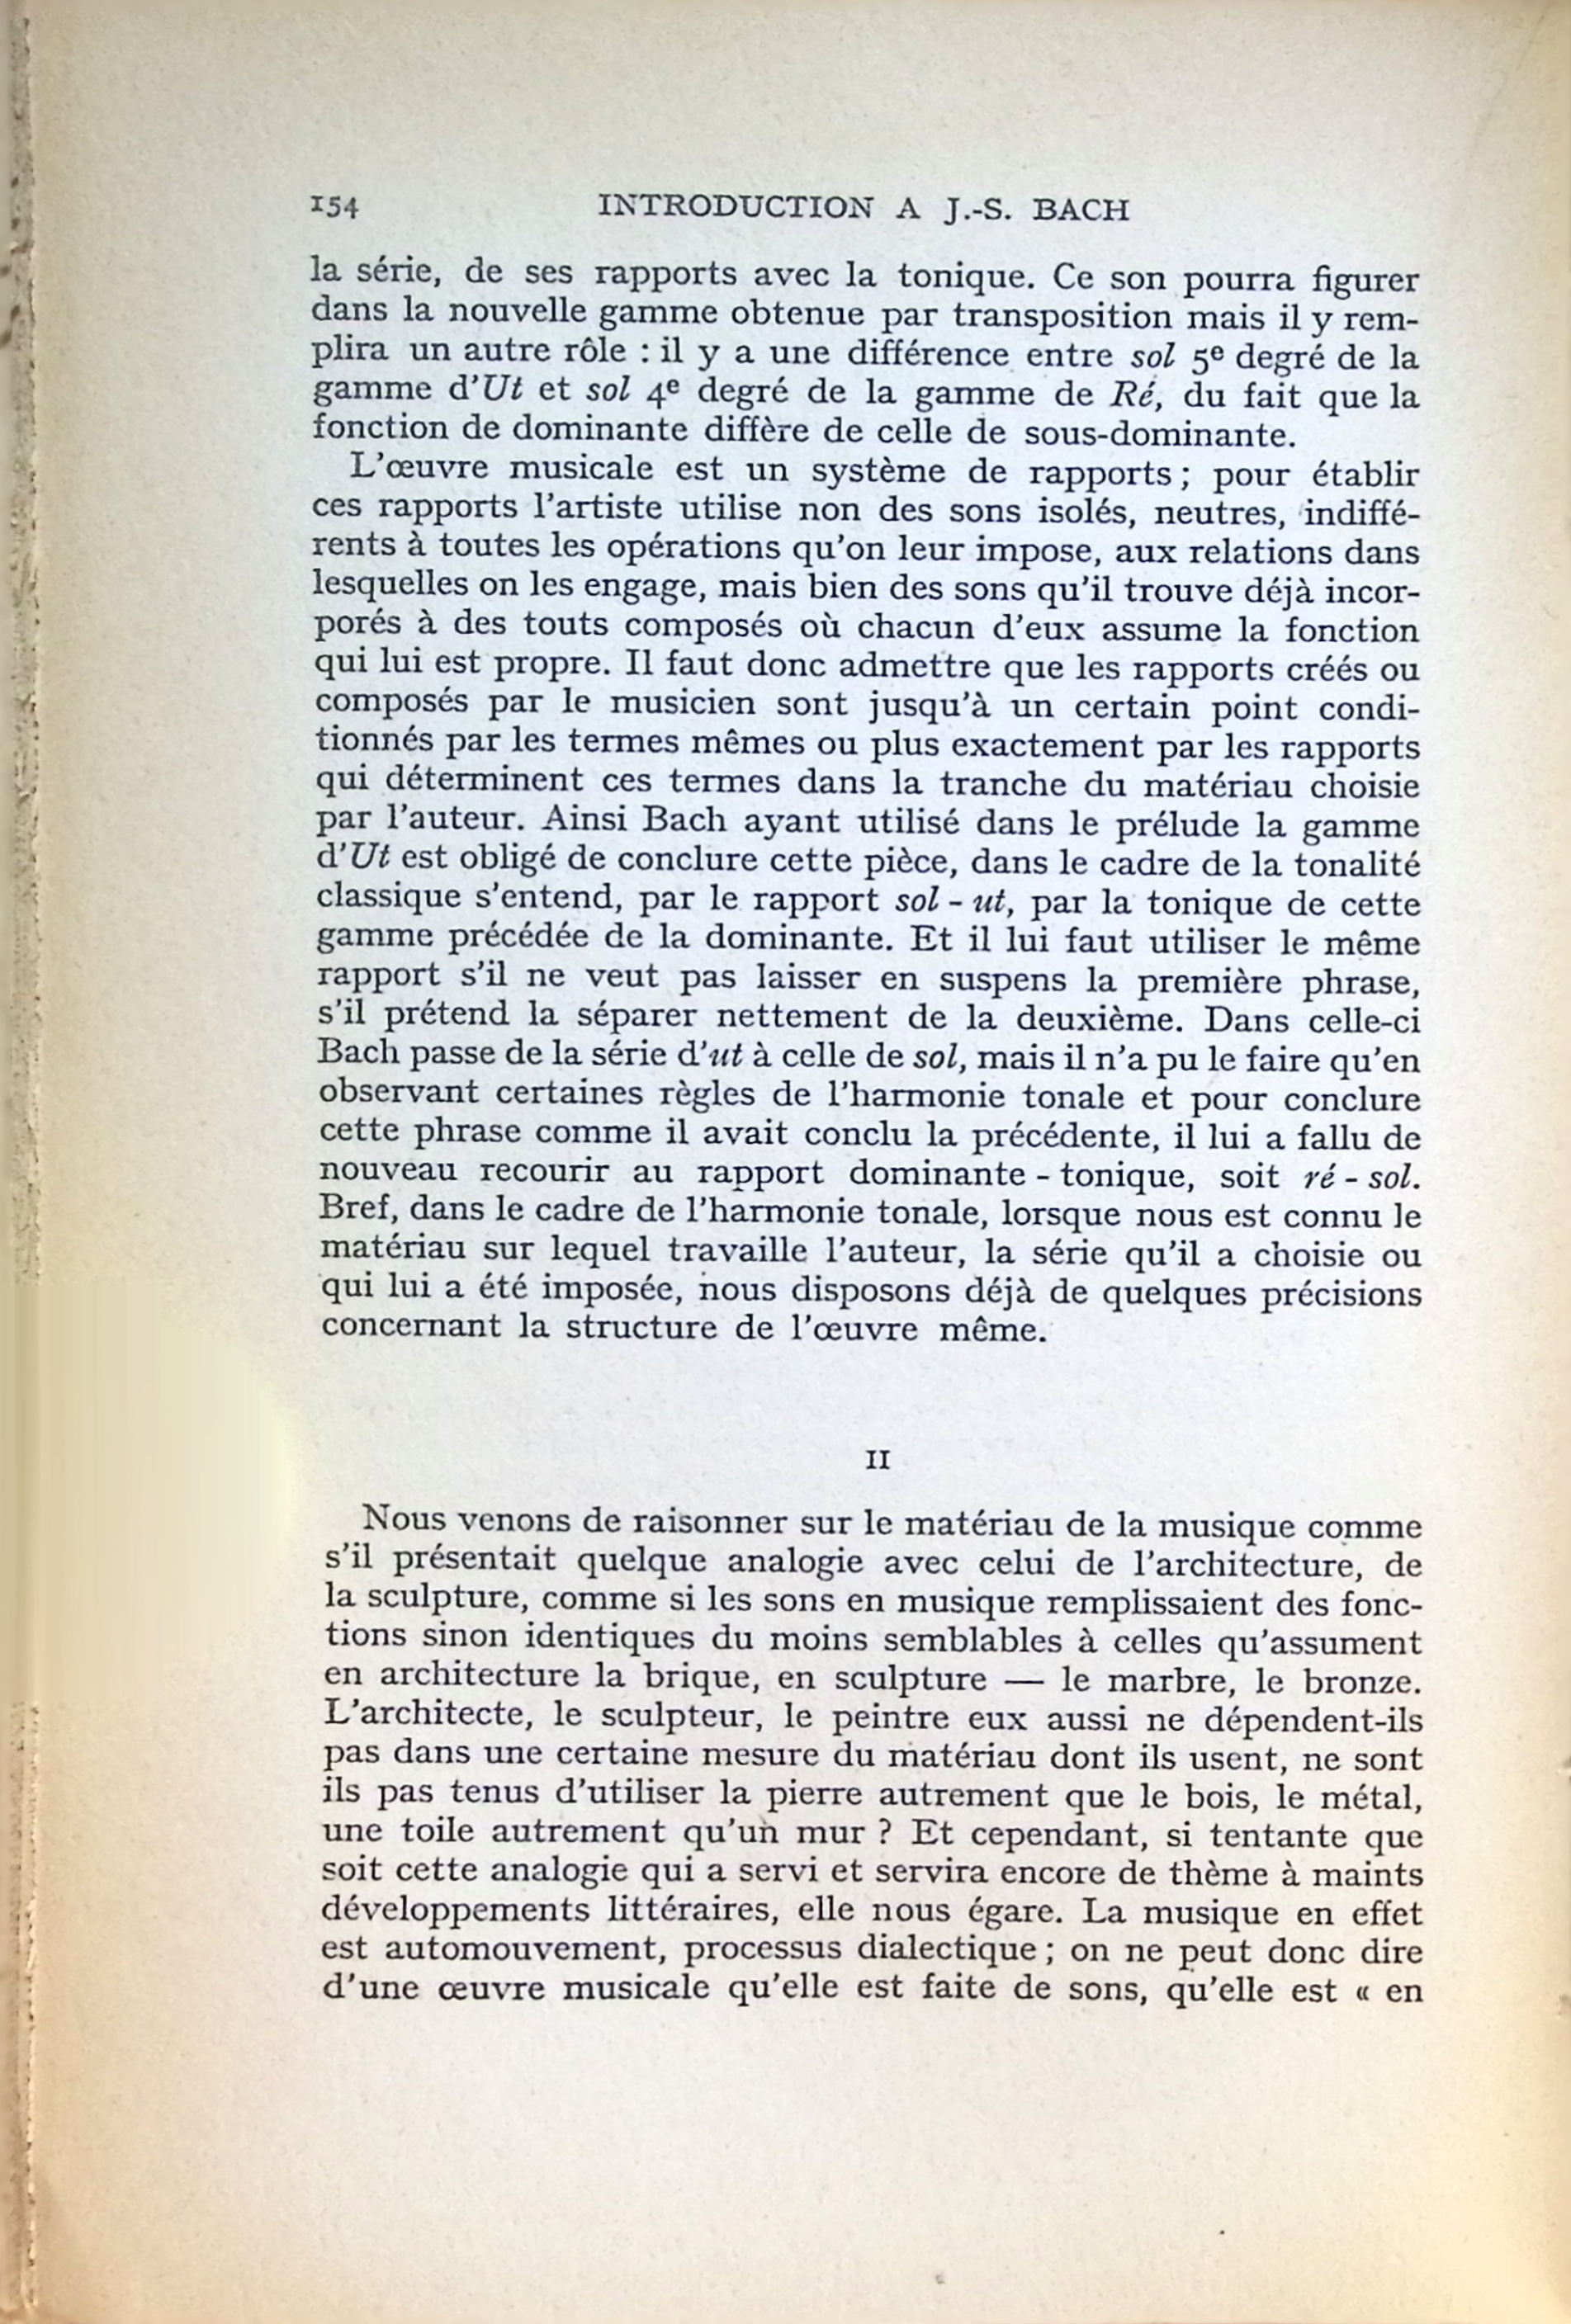 154 INTRODUCTION A J.-S. BACH
la série, de ses rapports avec la tonique. Ce son pourra figurer
dans la nouvelle gamme obtenue par transposition mais il y rem-
plira un autre rôle : il y a une différence entre sol 5e degré de la
gamme d'Ut et sol 4e degré de la gamme de Ré, du fait que la
fonction de dominante diffère de celle de sous-dominante.
L'œuvre musicale est un système de rapports ; pour établir
ces rapports l'artiste utilise non des sons isolés, neutres, indiffé-
rents à toutes les opérations qu'on leur impose, aux relations dans
lesquelles on les engage, mais bien des sons qu'il trouve déjà incor-
porés à des touts composés où chacun d'eux assume la fonction
qui lui est propre. Il faut donc admettre que les rapports créés ou
composés par le musicien sont jusqu'à un certain point condi-
tionnés par les termes mêmes ou plus exactement par les rapports
qui déterminent ces termes dans la tranche du matériau choisie
par l'auteur. Ainsi Bach ayant utilisé dans le prélude la gamme
d'Ut est obligé de conclure cette pièce, dans le cadre de la tonalité
classique s'entend, par le rapport sol - ut, par la tonique de cette
gamme précédée de la dominante. Et il lui faut utiliser le même
rapport s'il ne veut pas laisser en suspens la première phrase,
s'il prétend la séparer nettement de la deuxième. Dans celle-ci
Bach passe de la série d'ut à celle de sol, mais il n'a pu le faire qu'en
observant certaines règles de l'harmonie tonale et pour conclure
cette phrase comme il avait conclu la précédente, il lui a fallu de
nouveau recourir au rapport dominante - tonique, soit ré - sol.
Bref, dans le cadre de l'harmonie tonale, lorsque nous est connu le
matériau sur lequel travaille l'auteur, la série qu'il a choisie ou
qui lui a été imposée, nous disposons déjà de quelques précisions
concernant la structure de l'œuvre même.
II
Nous venons de raisonner sur le matériau de la musique comme
s'il présentait quelque analogie avec celui de l'architecture, de
la sculpture, comme si les sons en musique remplissaient des fonc-
tions sinon identiques du moins semblables à celles qu'assument
en architecture la brique, en sculpture — le marbre, le bronze.
L'architecte, le sculpteur, le peintre eux aussi ne dépendent-ils
pas dans une certaine mesure du matériau dont ils usent, ne sont
ils pas tenus d'utiliser la pierre autrement que le bois, le métal,
une toile autrement qu'un mur ? Et cependant, si tentante que
soit cette analogie qui a servi et servira encore de thème à maints
développements littéraires, elle nous égare. La musique en effet
est automouvement, processus dialectique ; on ne peut donc dire
d'une œuvre musicale qu'elle est faite de sons, qu'elle est « en